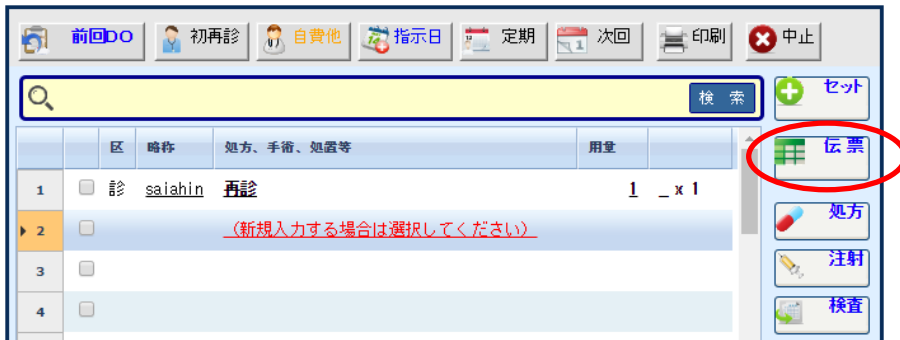 前回DO 初再診 自費他 指示日 定期 次回 印刷 中止
検 索
セット
区 略称 処方、手術、処置等 用量
伝票
1 診 saiahin 再診 1 _ x 1
処方
2 (新規入力する場合は選択してください)
注射
3
検査
4